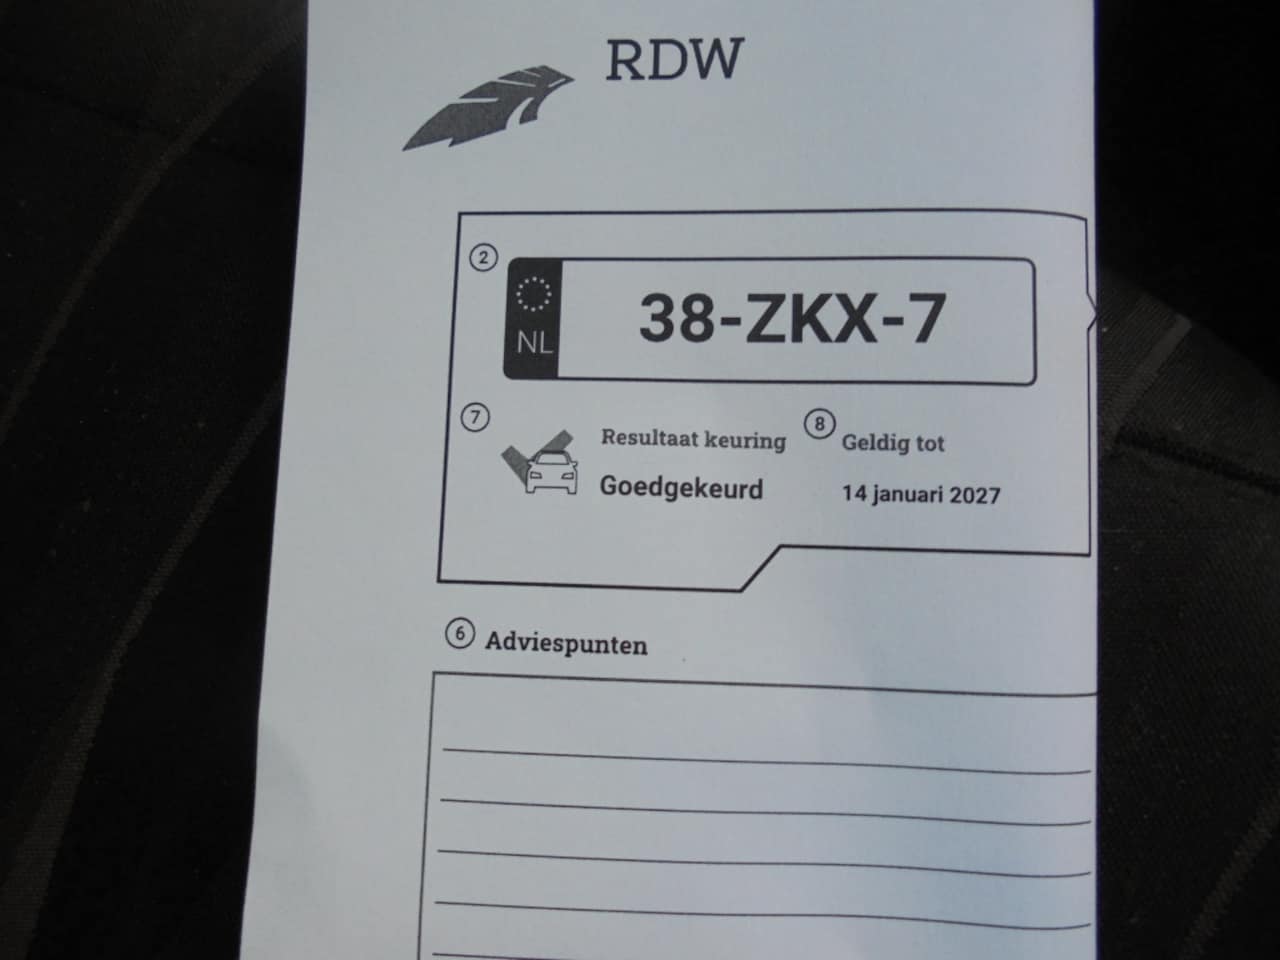 RDW
2
NL
38-ZKX-7
7
Resultaat keuring
Goedgekeurd
8
Geldig tot
14 januari 2027
6 Adviespunten